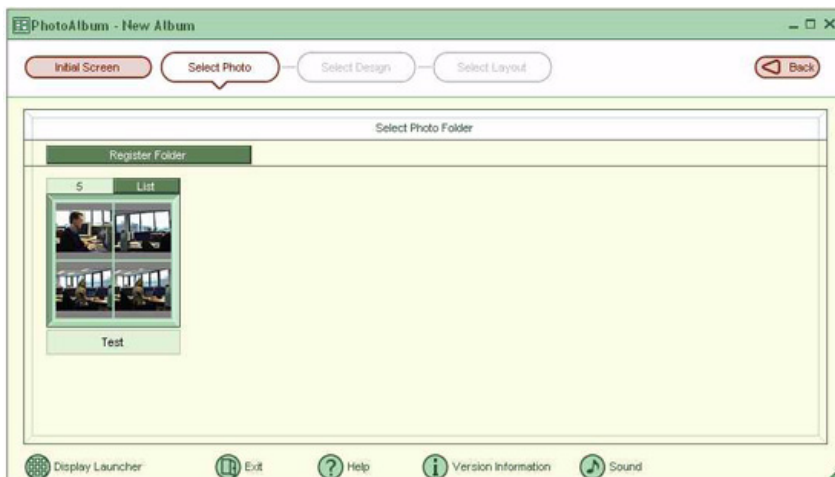 PhotoAlbum - New Album
Initial Screen
Select Photo
Select Design
Select Layout
Back
Select Photo Folder
Register Folder
5 List
Test
Display Launcher Exit Help Version Information Sound